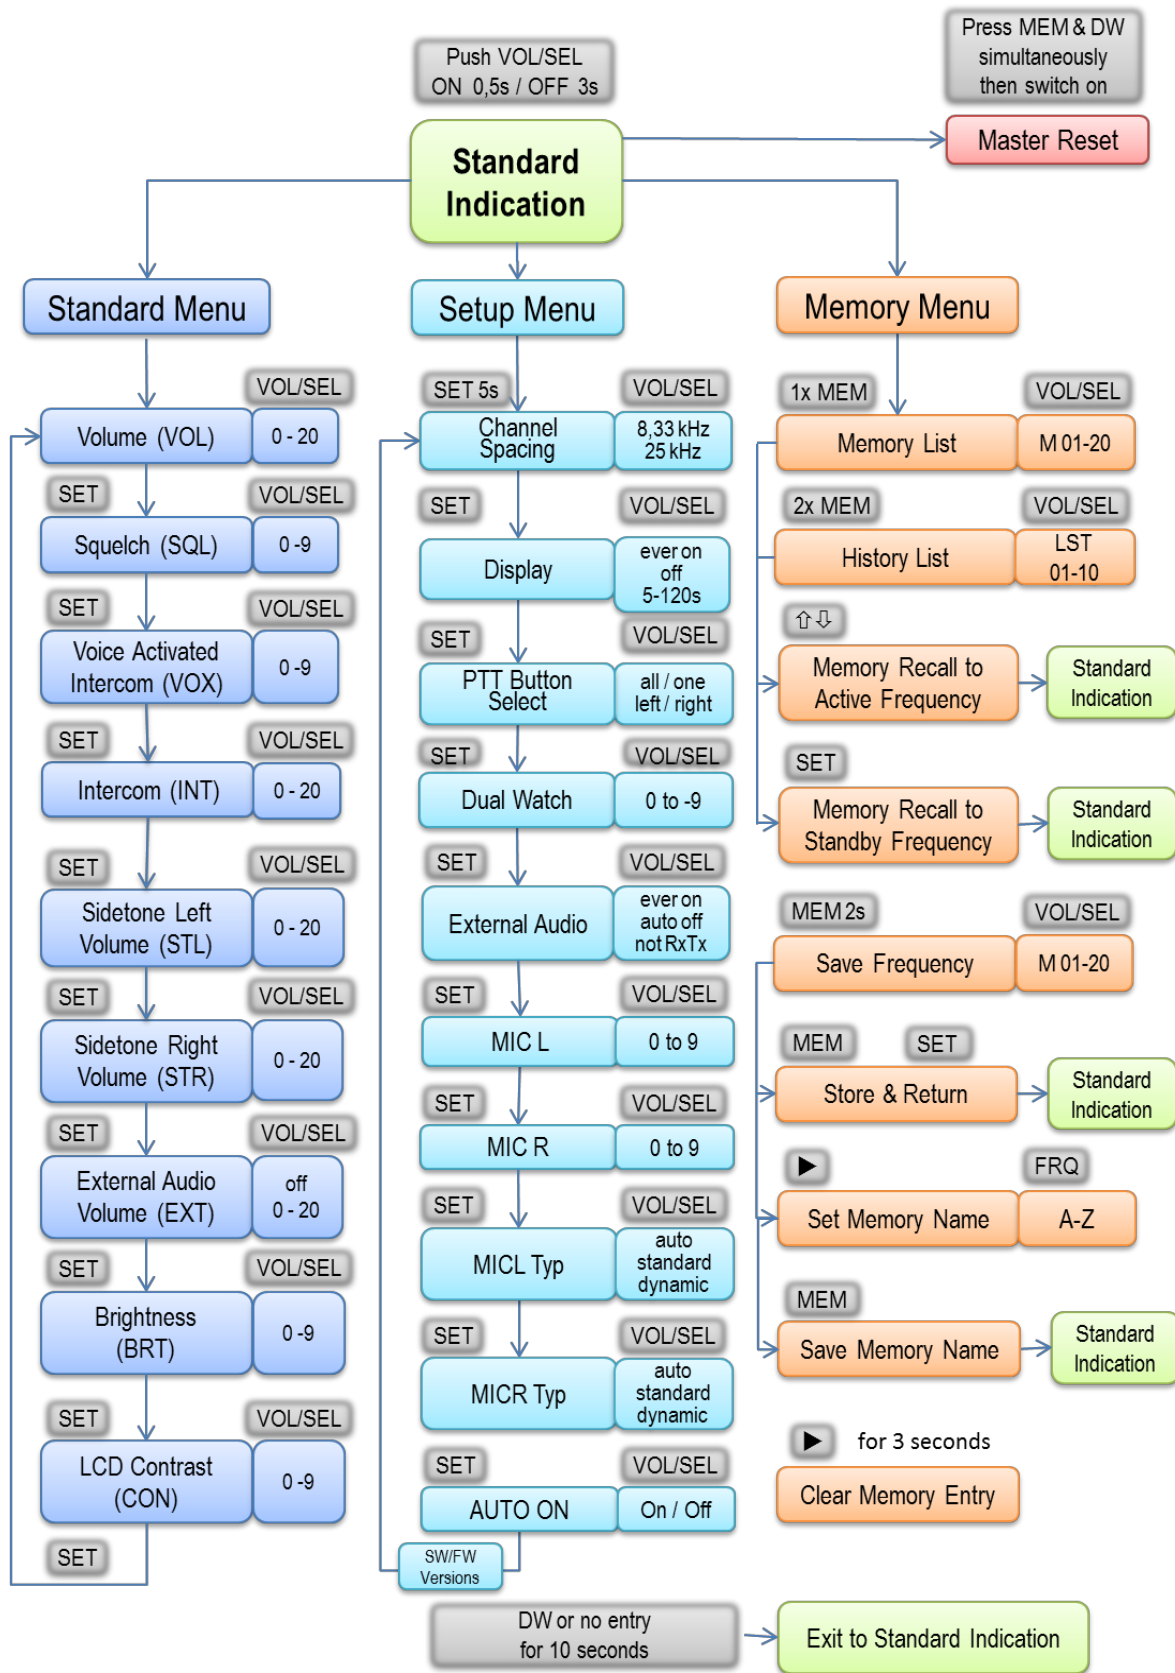 Push VOL/SEL
ON 0,5s / OFF 3s
Press MEM & DW
simultaneously
then switch on
Standard
Indication
Master Reset
Standard Menu
VOL/SEL
Volume (VOL)
0 - 20
SET
VOL/SEL
Squelch (SQL)
0 -9
SET
VOL/SEL
Voice Activated
Intercom (VOX)
0 -9
SET
VOL/SEL
Intercom (INT)
0 - 20
SET
VOL/SEL
Sidetone Left
Volume (STL)
0 - 20
SET
VOL/SEL
Sidetone Right
Volume (STR)
0 - 20
SET
VOL/SEL
External Audio
Volume (EXT)
off
0 - 20
SET
VOL/SEL
Brightness
(BRT)
0 -9
SET
VOL/SEL
LCD Contrast
(CON)
0 -9
SET
Setup Menu
SET 5s
VOL/SEL
Channel
Spacing
8,33 kHz
25 kHz
SET
VOL/SEL
Display
ever on
off
5-120s
SET
VOL/SEL
PTT Button
Select
all / one
left / right
SET
VOL/SEL
Dual Watch
0 to -9
SET
VOL/SEL
External Audio
ever on
auto off
not RxTx
SET
VOL/SEL
MIC L
0 to 9
SET
VOL/SEL
MIC R
0 to 9
SET
VOL/SEL
MICL Typ
auto
standard
dynamic
SET
VOL/SEL
MICR Typ
auto
standard
dynamic
SET
VOL/SEL
AUTO ON
On / Off
SW/FW
Versions
Memory Menu
1x MEM
VOL/SEL
Memory List
M 01-20
2x MEM
VOL/SEL
History List
LST
01-10
⇧⇩
Memory Recall to
Active Frequency
Standard
Indication
SET
Memory Recall to
Standby Frequency
Standard
Indication
MEM 2s
VOL/SEL
Save Frequency
M 01-20
MEM
SET
Store & Return
Standard
Indication
▶
FRQ
Set Memory Name
A-Z
MEM
Save Memory Name
Standard
Indication
▶ for 3 seconds
Clear Memory Entry
DW or no entry
for 10 seconds
Exit to Standard Indication